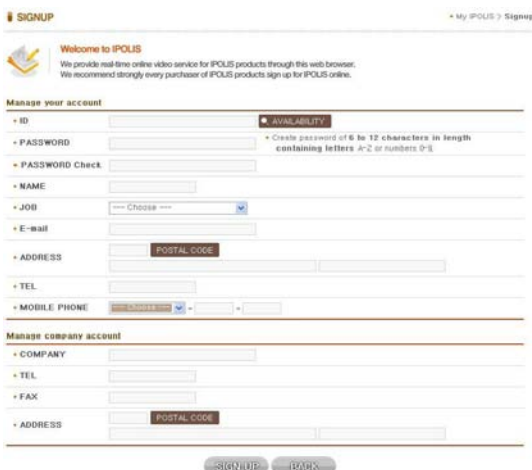 SIGNUP
• My IPOLIS > Signup
Welcome to IPOLIS
We provide real-time online video service for IPOLIS products through this web browser.
We recommend strongly every purchaser of IPOLIS products sign up for IPOLIS online.
Manage your account
• ID AVAILABILITY
• PASSWORD • Create password of 6 to 12 characters in length
containing letters A-Z or numbers 0-9.
• PASSWORD Check
• NAME
• JOB ---- Choose ----
• E-mail
• ADDRESS POSTAL CODE
• TEL
• MOBILE PHONE ---- Choose ---- - -
Manage company account
• COMPANY
• TEL
• FAX
• ADDRESS POSTAL CODE
SIGN UP BACK